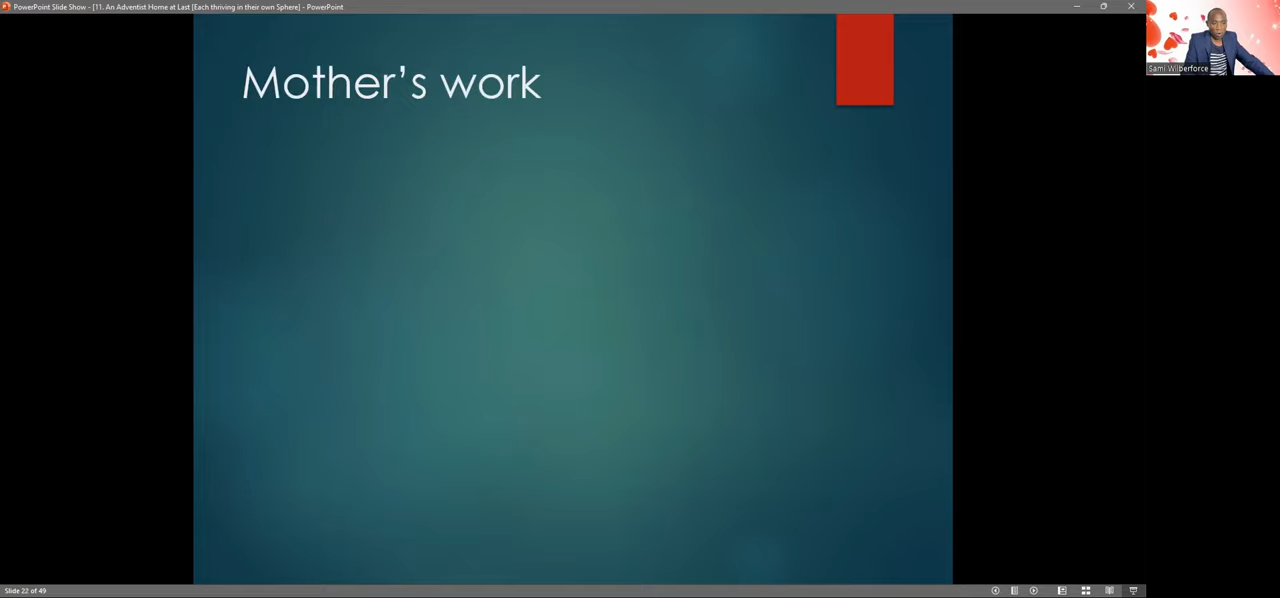 PowerPoint Slide Show - [11. An Adventist Home at Last [Each thriving in their own Sphere] - PowerPoint
Sami Wilberforce
Mother's work
Slide 22 of 49